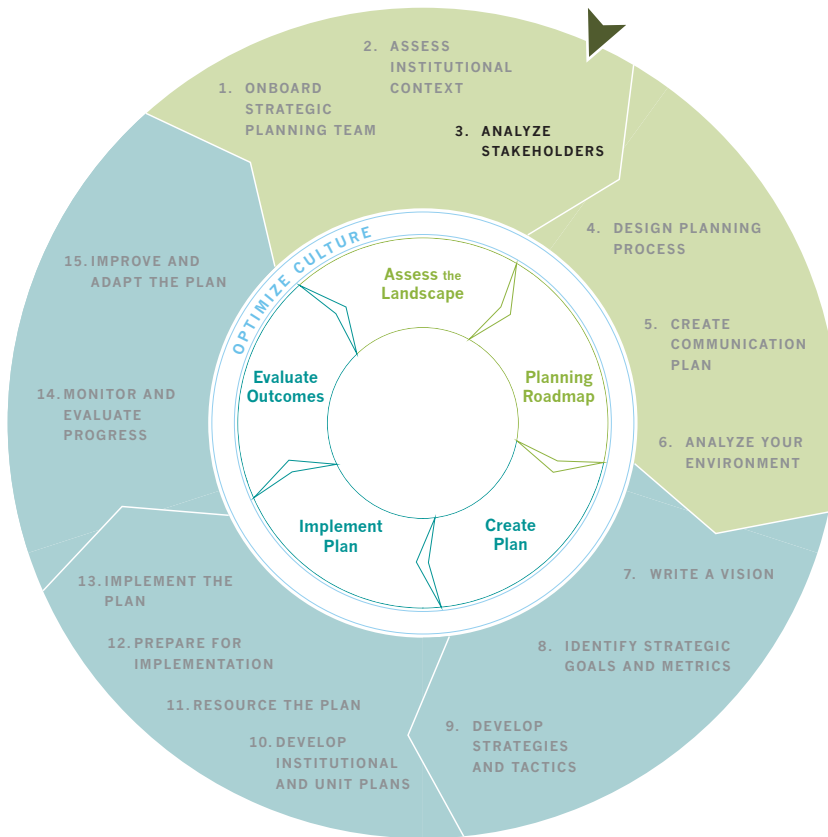 1. ONBOARD
STRATEGIC
PLANNING TEAM
2. ASSESS
INSTITUTIONAL
CONTEXT
3. ANALYZE
STAKEHOLDERS
4. DESIGN PLANNING
PROCESS
5. CREATE
COMMUNICATION
PLAN
6. ANALYZE YOUR
ENVIRONMENT
7. WRITE A VISION
8. IDENTIFY STRATEGIC
GOALS AND METRICS
9. DEVELOP
STRATEGIES
AND TACTICS
10. DEVELOP
INSTITUTIONAL
AND UNIT PLANS
11. RESOURCE THE PLAN
12. PREPARE FOR
IMPLEMENTATION
13. IMPLEMENT THE
PLAN
14. MONITOR AND
EVALUATE
PROGRESS
15. IMPROVE AND
ADAPT THE PLAN
OPTIMIZE CULTURE
Assess the
Landscape
Planning
Roadmap
Create
Plan
Implement
Plan
Evaluate
Outcomes